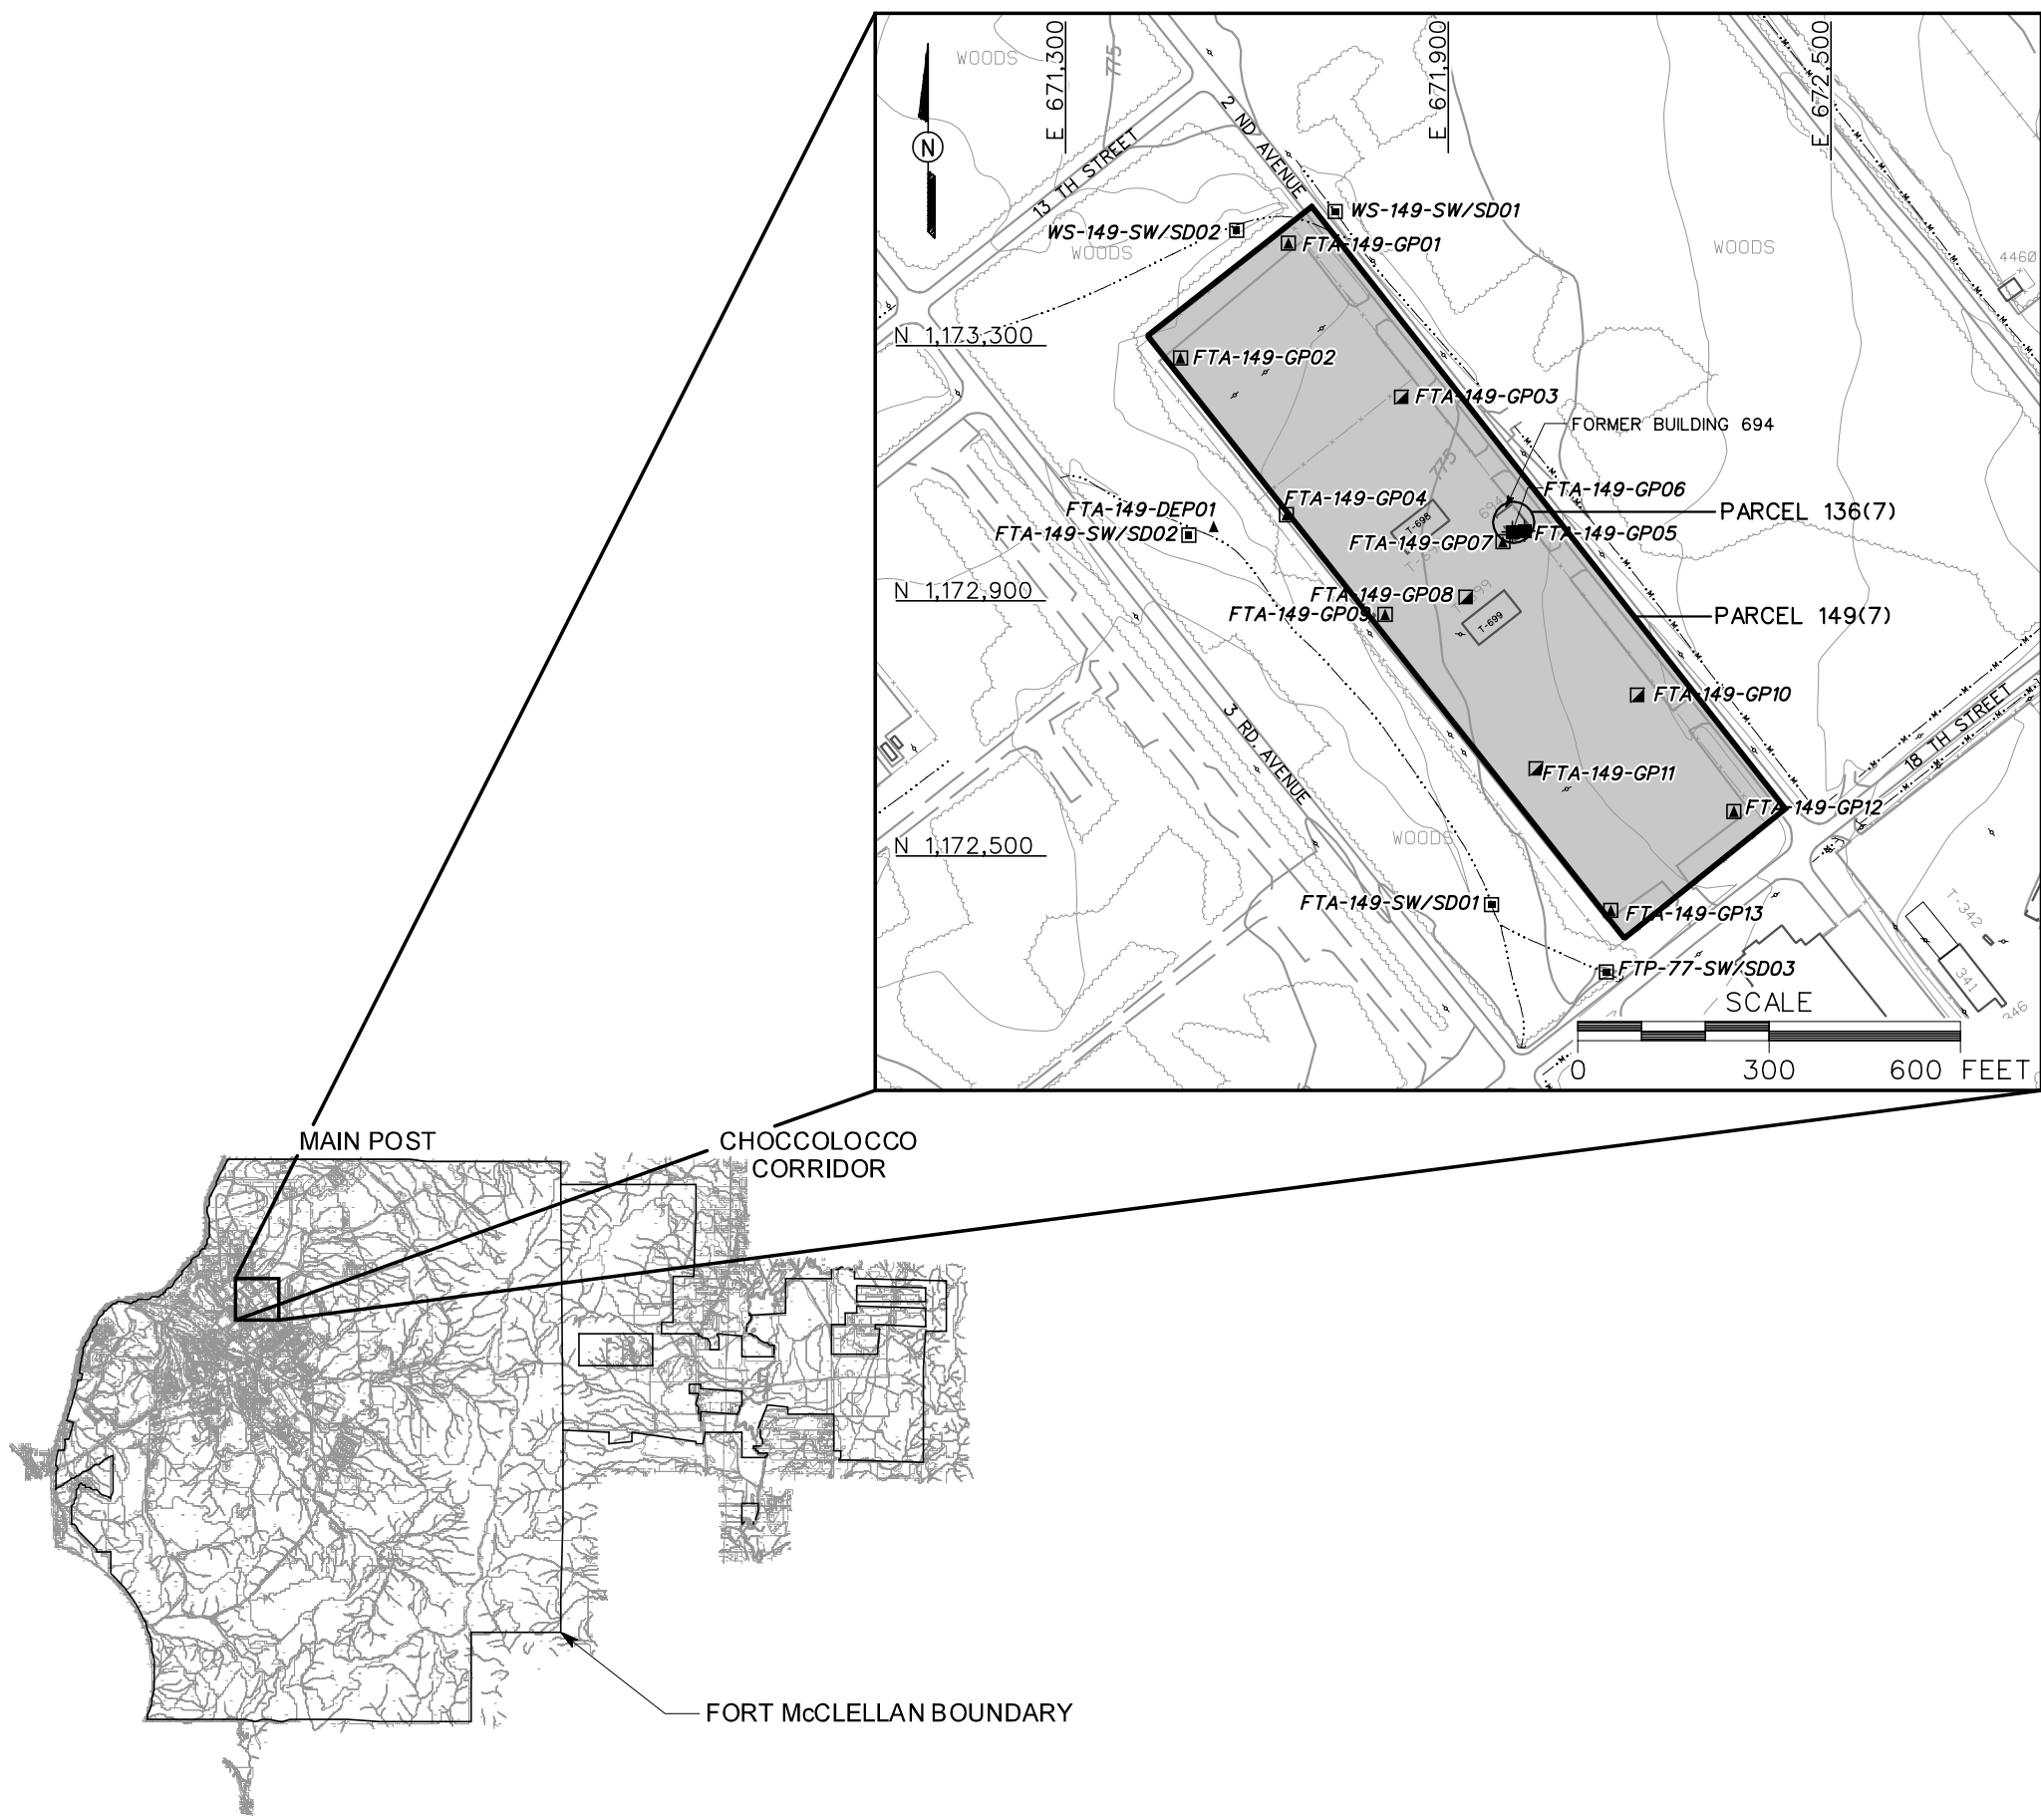 WOODS
E 671,300
775
E 671,900
E 672,500
N
2 ND AVENUE
13 TH STREET
WS-149-SW/SD01
WS-149-SW/SD02
FTA-149-GP01
WOODS
WOODS
4460
N 1,173,300
FTA-149-GP02
FTA-149-GP03
FORMER BUILDING 694
775
FTA-149-GP04
FTA-149-GP06
694
FTA-149-DEP01
T-698
PARCEL 136(7)
FTA-149-SW/SD02
FTA-149-GP05
FTA-149-GP07
N 1,172,900
FTA-149-GP08
FTA-149-GP09
T-699
PARCEL 149(7)
FTA-149-GP10
3 RD. AVENUE
18 TH STREET
FTA-149-GP11
FTA-149-GP12
N 1,172,500
WOODS
FTA-149-SW/SD01
FTA-149-GP13
T-342
FTP-77-SW/SD03
341
346
SCALE
0 300 600 FEET
MAIN POST
CHOCCOLOCCO
CORRIDOR
FORT McCLELLAN BOUNDARY